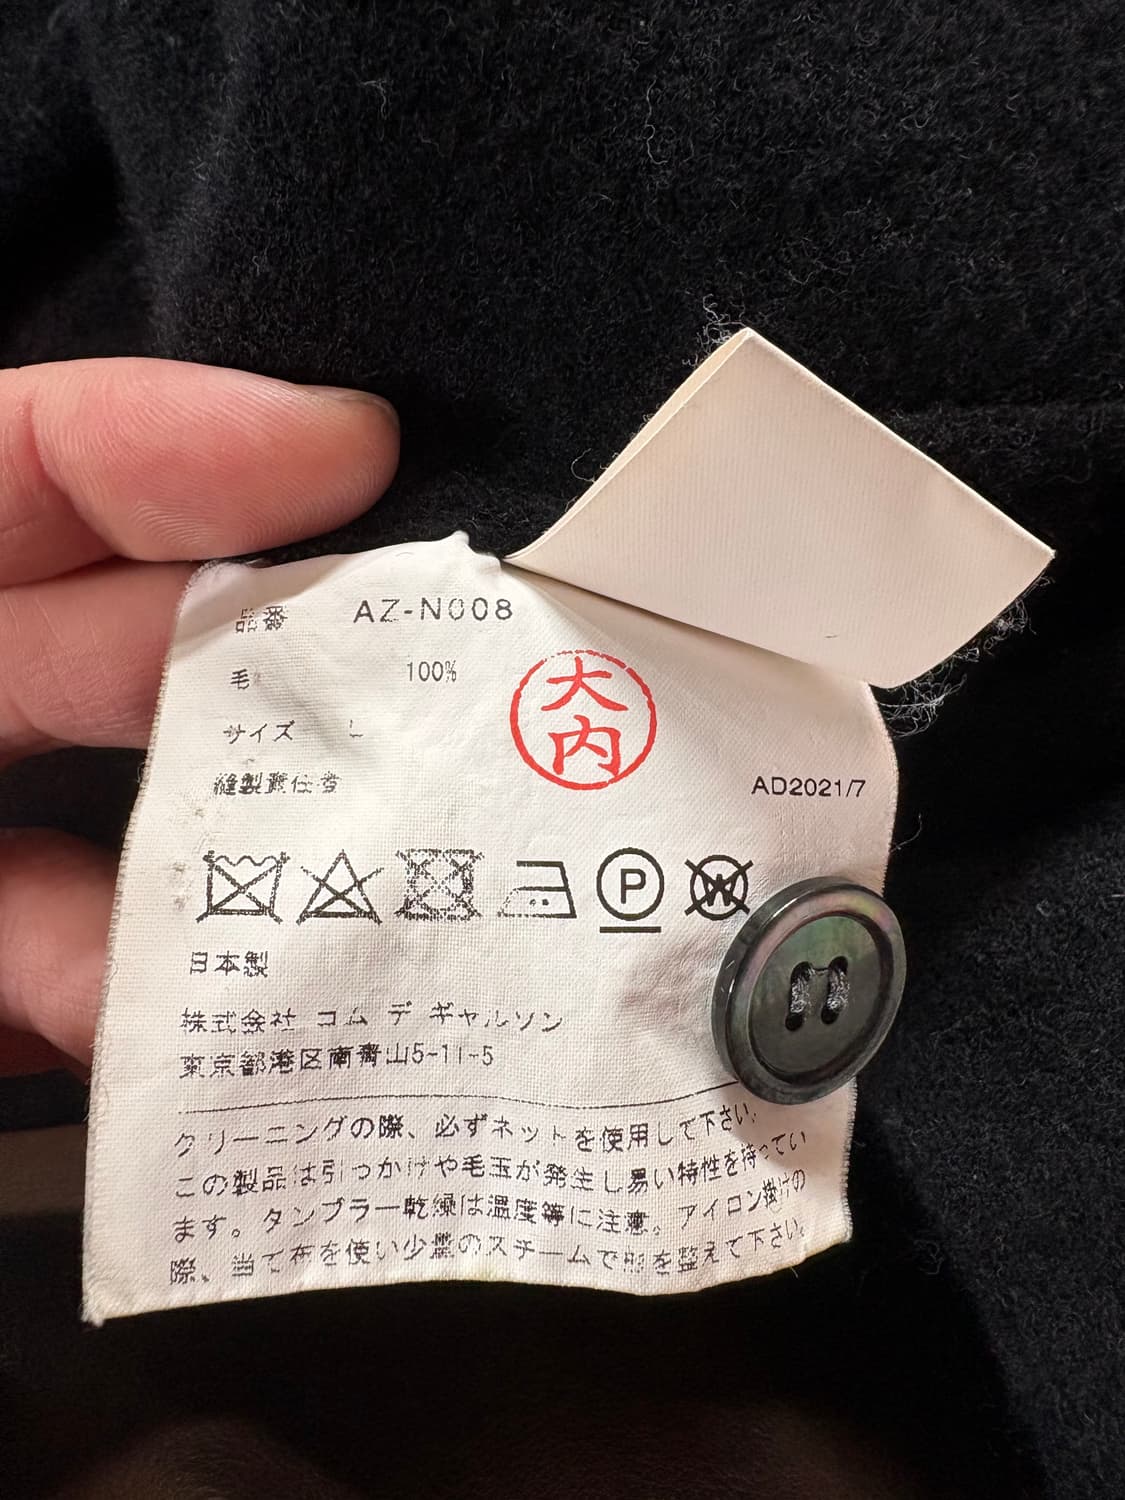 品番 AZ-N008
毛 100%
大内
サイズ L
縫製責任者
AD2021/7
P
W
日本製
株式会社 コム デ ギャルソン
東京都港区南青山5-11-5
クリーニングの際、必ずネットを使用して下さい。
この製品は引っかけや毛玉が発生し易い特性を持ってい
ます。タンブラー乾燥は温度等に注意。アイロン掛けの
際、当て布を使い少量のスチームで形を整えて下さい。